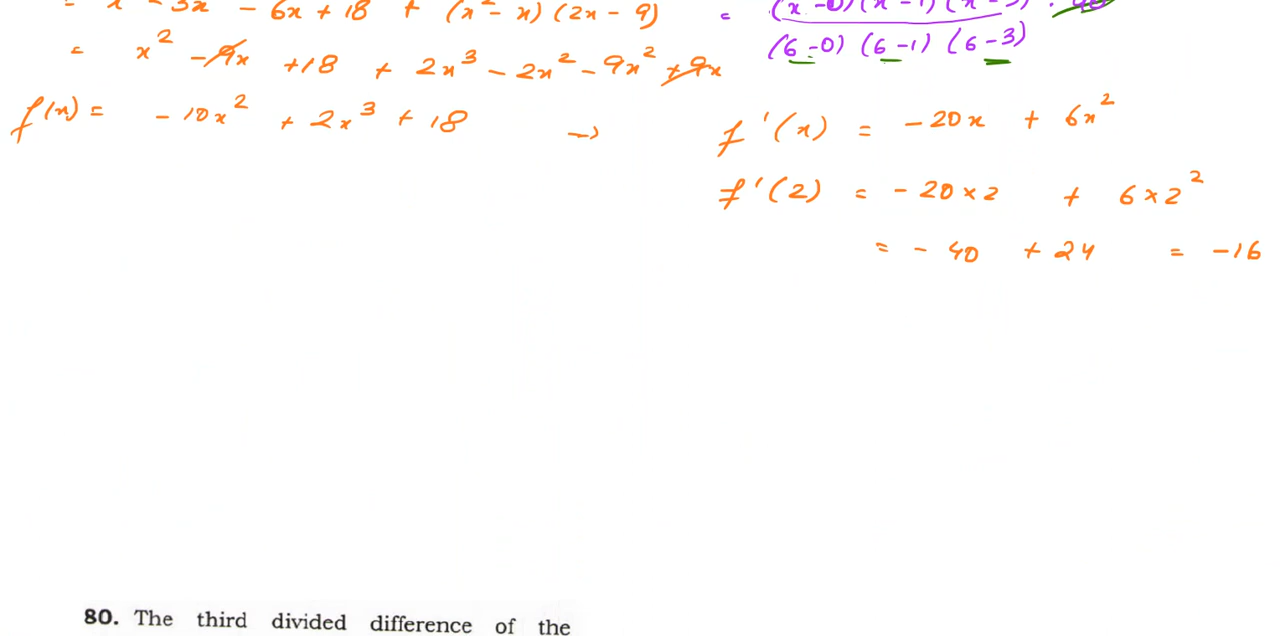 = x² - 3x - 6x + 18 + (x² - x) (2x - 9)
= x² - 9x + 18 + 2x³ - 2x² - 9x² + 9x
f(x) = - 10x² + 2x³ + 18 →
=
(6-0) (6-1) (6-3)
f'(x) = - 20x + 6x²
f'(2) = - 20 × 2 + 6 × 2²
= - 40 + 24 = -16
80. The third divided difference of the